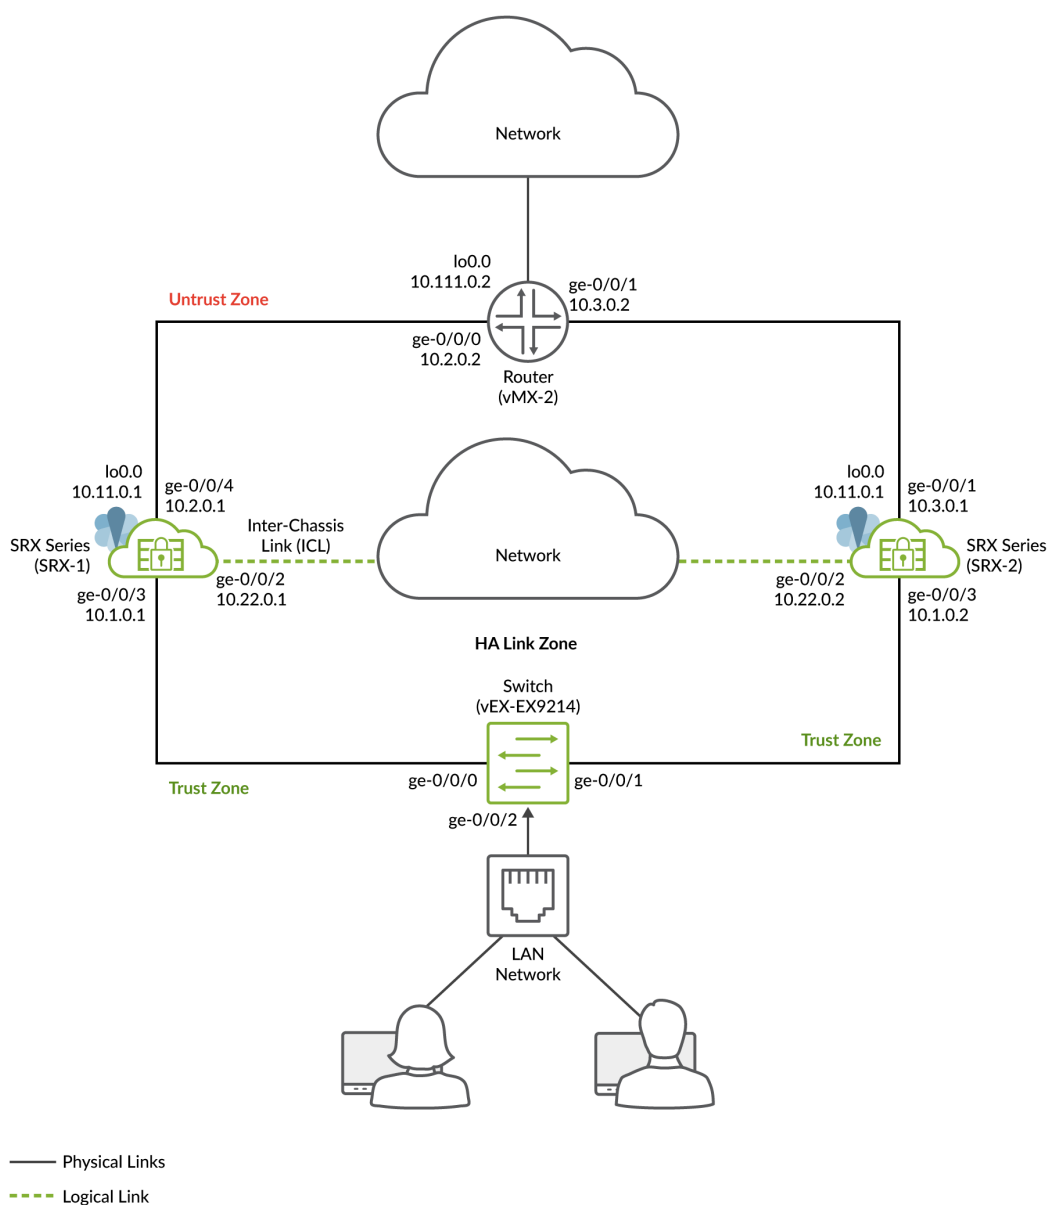 Network
lo0.0
10.111.0.2
ge-0/0/1
10.3.0.2
Untrust Zone
ge-0/0/0
10.2.0.2
Router
(vMX-2)
lo0.0
10.11.0.1
ge-0/0/4
10.2.0.1
Inter-Chassis
Link (ICL)
SRX Series
(SRX-1)
ge-0/0/3
10.1.0.1
ge-0/0/2
10.22.0.1
Network
lo0.0
10.11.0.1
ge-0/0/1
10.3.0.1
SRX Series
(SRX-2)
ge-0/0/2
10.22.0.2
ge-0/0/3
10.1.0.2
HA Link Zone
Switch
(vEX-EX9214)
Trust Zone
Trust Zone
ge-0/0/0
ge-0/0/1
ge-0/0/2
LAN
Network
Physical Links
Logical Link